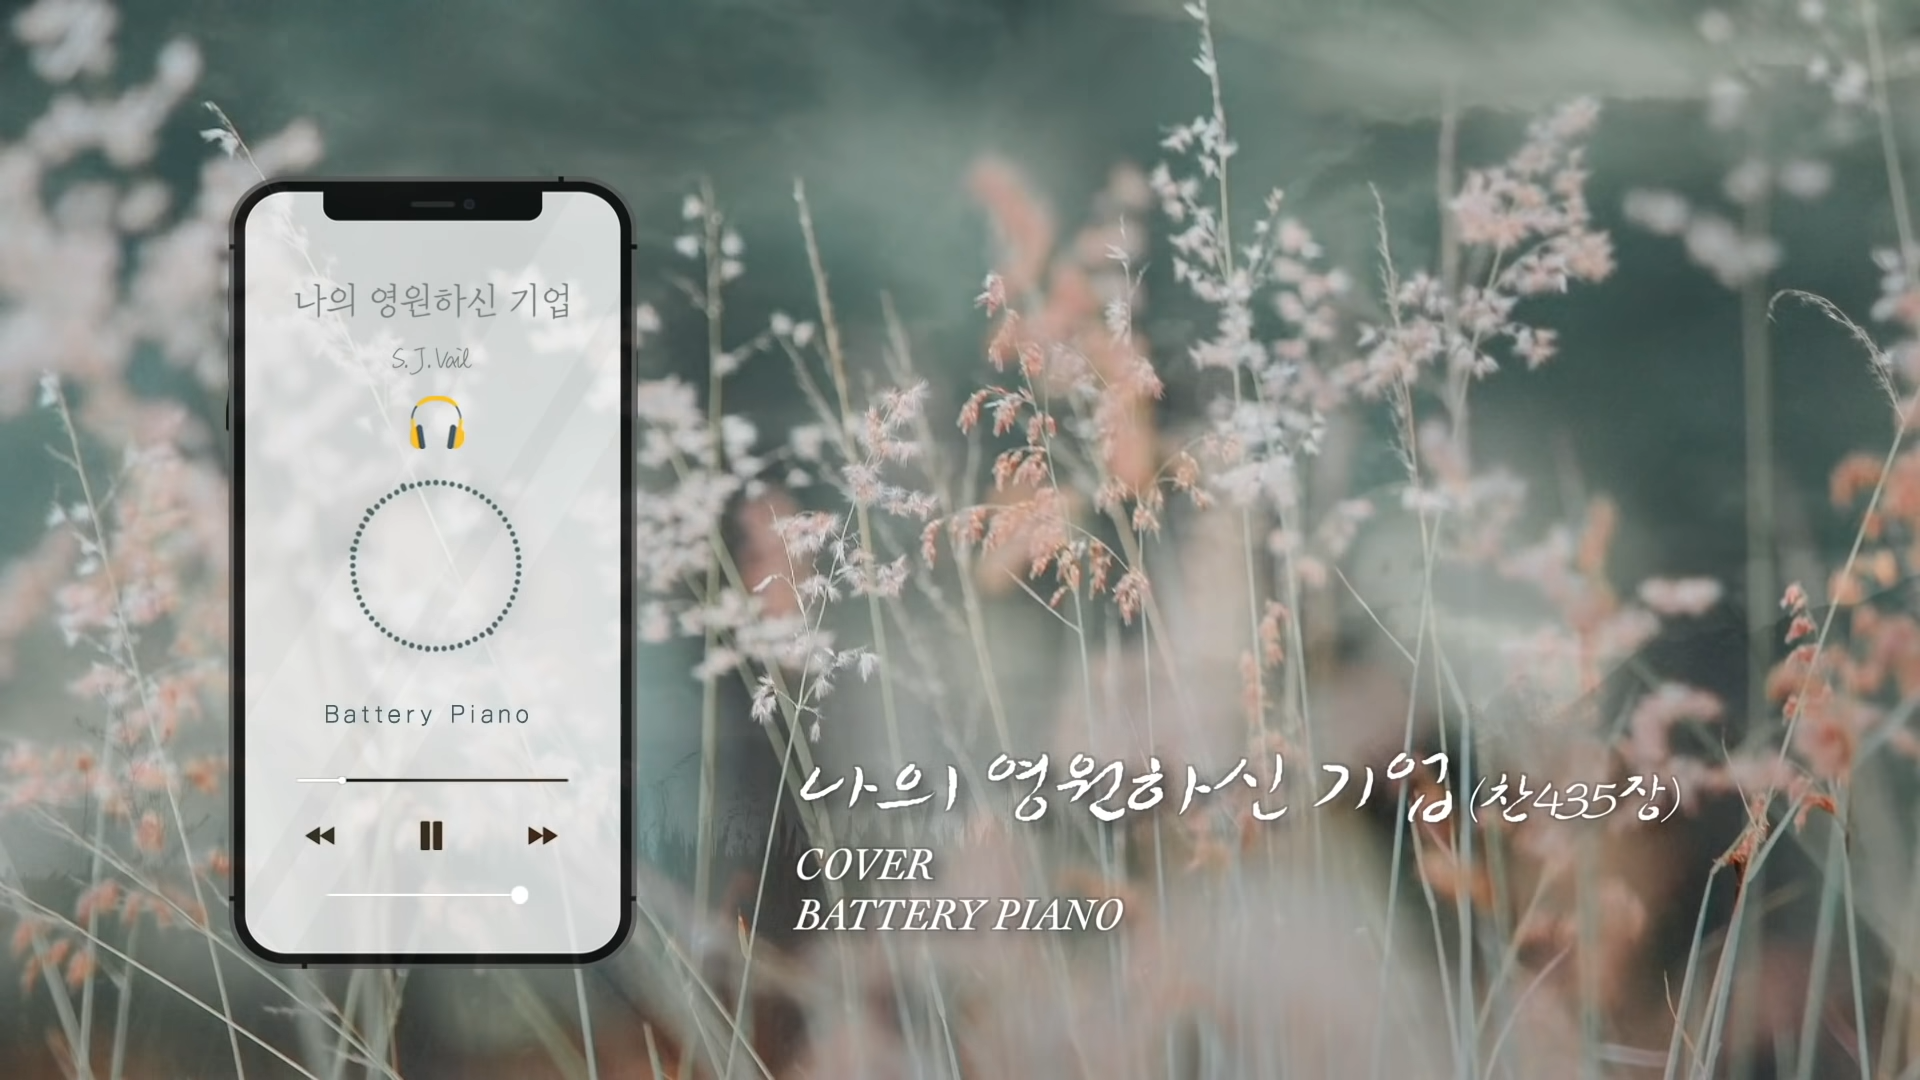 나의 영원하신 기업
S.J.Vail
Battery Piano
나의 영원하신 기업 (찬435장)
COVER
BATTERY PIANO